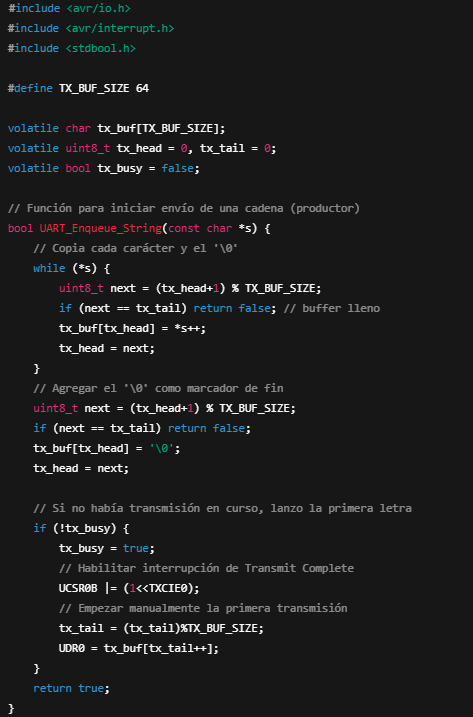 #include <avr/io.h>
#include <avr/interrupt.h>
#include <stdbool.h>

#define TX_BUF_SIZE 64

volatile char tx_buf[TX_BUF_SIZE];
volatile uint8_t tx_head = 0, tx_tail = 0;
volatile bool tx_busy = false;

// Función para iniciar envío de una cadena (productor)
bool UART_Enqueue_String(const char *s) {
    // Copia cada carácter y el '\0'
    while (*s) {
        uint8_t next = (tx_head+1) % TX_BUF_SIZE;
        if (next == tx_tail) return false; // buffer lleno
        tx_buf[tx_head] = *s++;
        tx_head = next;
    }
    // Agregar el '\0' como marcador de fin
    uint8_t next = (tx_head+1) % TX_BUF_SIZE;
    if (next == tx_tail) return false;
    tx_buf[tx_head] = '\0';
    tx_head = next;

    // Si no había transmisión en curso, lanzo la primera letra
    if (!tx_busy) {
        tx_busy = true;
        // Habilitar interrupción de Transmit Complete
        UCSR0B |= (1<<TXCIE0);
        // Empezar manualmente la primera transmisión
        tx_tail = (tx_tail)%TX_BUF_SIZE;
        UDR0 = tx_buf[tx_tail++];
    }
    return true;
}